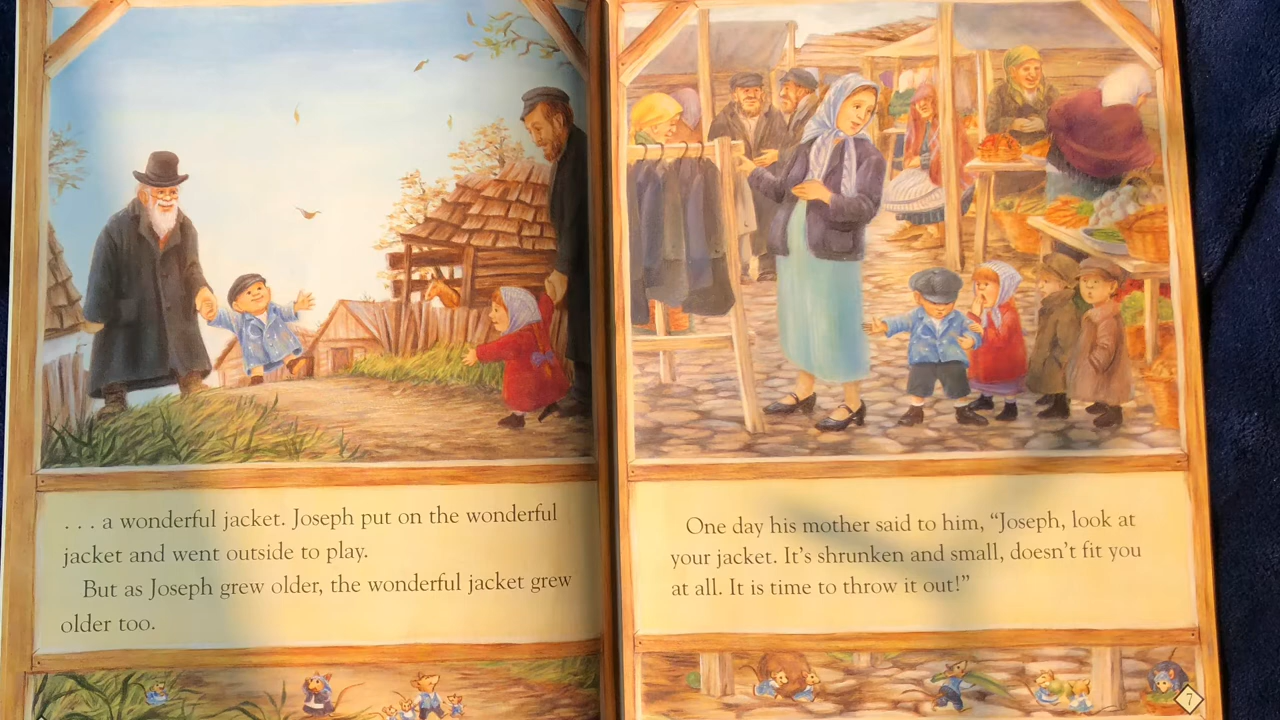 . . . a wonderful jacket. Joseph put on the wonderful
jacket and went outside to play.
But as Joseph grew older, the wonderful jacket grew
older too.
One day his mother said to him, “Joseph, look at
your jacket. It’s shrunken and small, doesn’t fit you
at all. It is time to throw it out!”
7